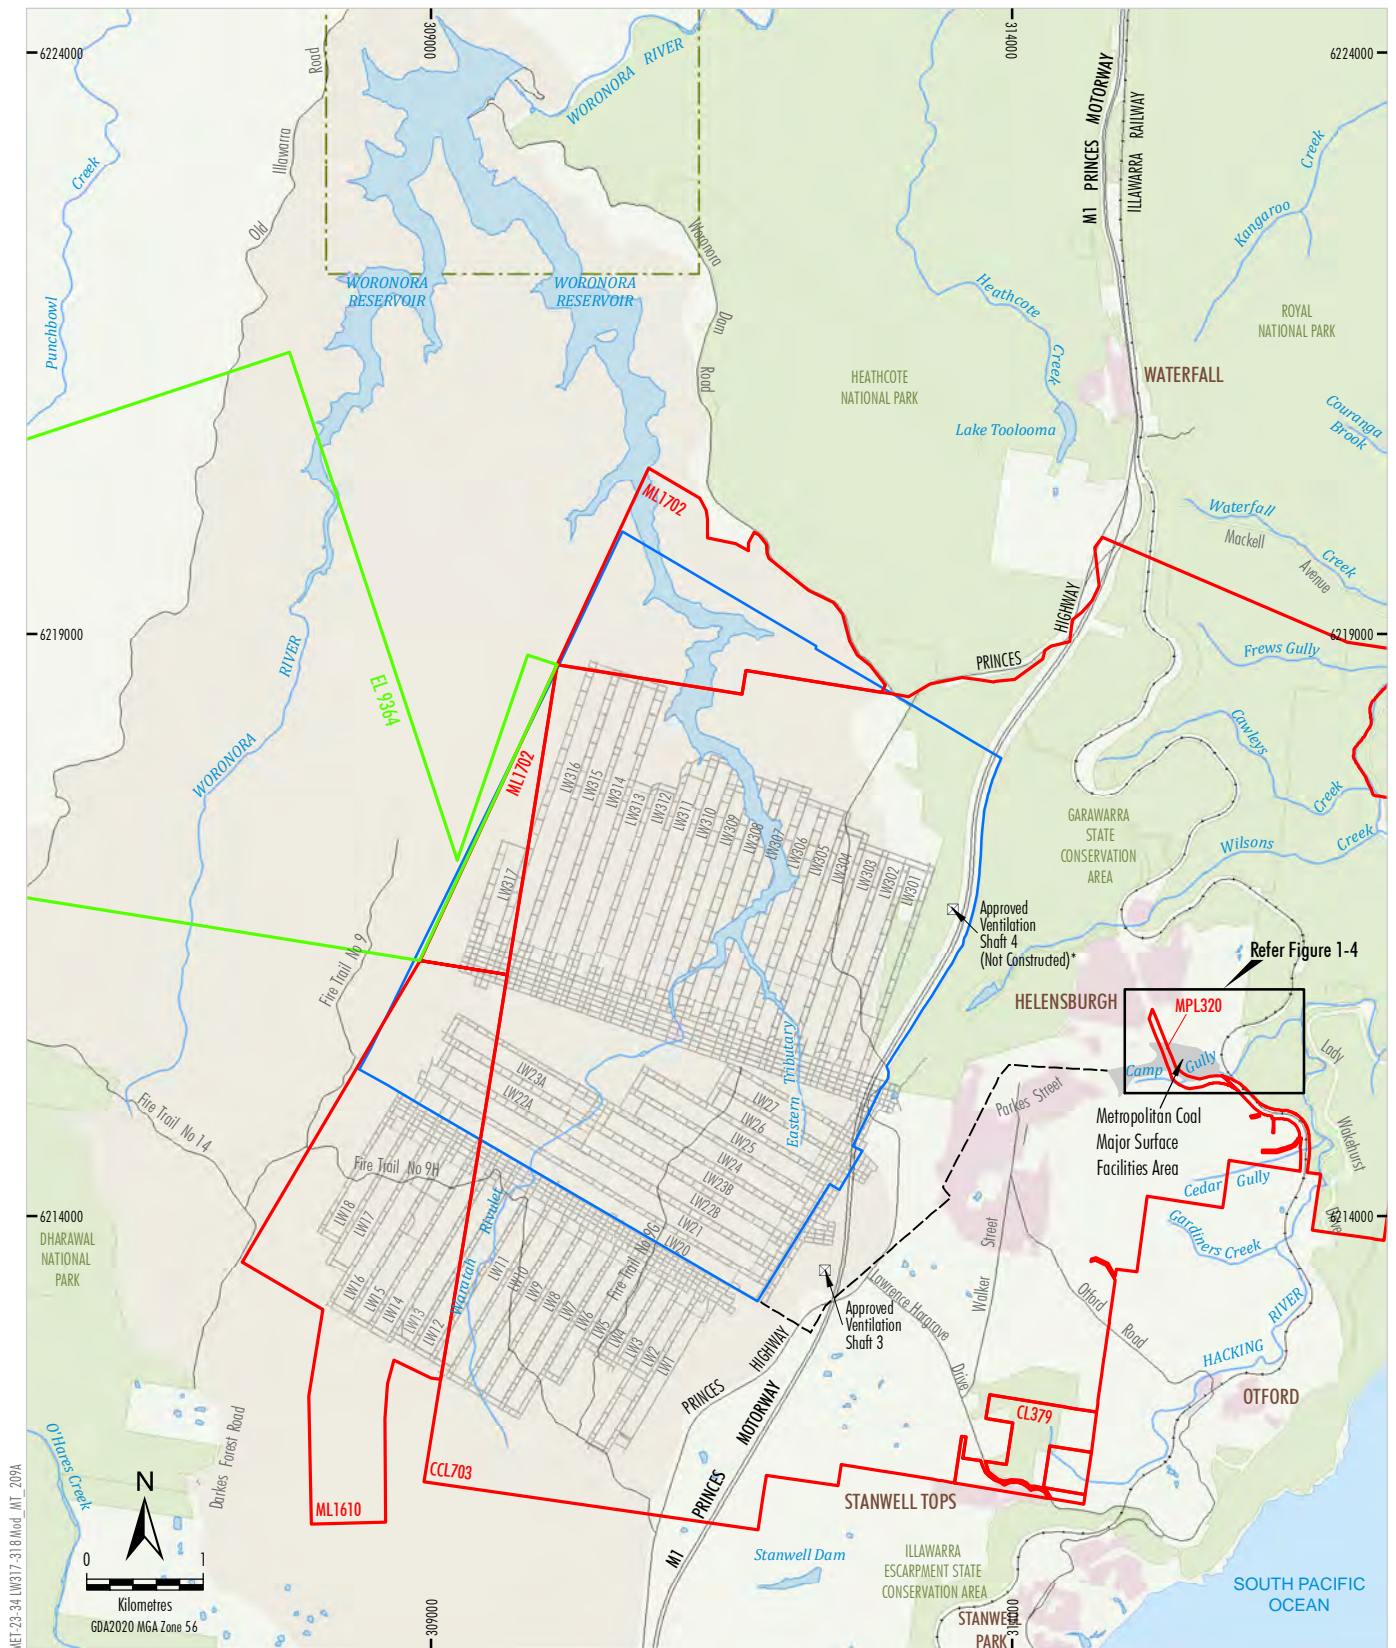 309000
314000
6224000
6224000
Road
Illawarra
Old
WORONORA RIVER
M1 PRINCES MOTORWAY
ILLAWARRA RAILWAY
Creek
Punchbowl
Creek
Kangaroo
WORONORA
RESERVOIR
WORONORA
RESERVOIR
Woronora
Dam
Road
Heathcote
Creek
ROYAL
NATIONAL PARK
HEATHCOTE
NATIONAL PARK
WATERFALL
Lake Toolooma
Couranga
Brook
ML1702
Waterfall
Creek
Mackell
Avenue
HIGHWAY
PRINCES
6219000
6219000
Frews Gully
RIVER
WORONORA
EL 9364
ML1702
Cawleys
Creek
GARAWARRA
STATE
CONSERVATION
AREA
Wilsons
Creek
LW317
LW316
LW315
LW314
LW313
LW312
LW311
LW310
LW309
LW308
LW307
LW306
LW305
LW304
LW303
LW302
LW301
Approved
Ventilation
Shaft 4
(Not Constructed)*
Fire Trail No 9
Refer Figure 1-4
HELENSBURGH
MPL320
Camp Gully
Eastern Tributary
Lady
Wakehurst
Drive
Parkes Street
Metropolitan Coal
Major Surface
Facilities Area
Fire Trail No 14
Fire Trail No 9H
LW23A
LW22A
LW27
LW26
LW25
LW24
LW23B
LW22B
LW21
LW20
Cedar Gully
Gardiners Creek
6214000
6214000
DHARAWAL
NATIONAL
PARK
LW18
LW17
LW16
LW15
LW14
LW13
LW12
LW11
LW10
LW9
LW8
LW7
LW6
LW5
LW4
LW3
LW2
LW1
Waratah Rivulet
Fire Trail No 9G
Street
Walker
Lawrence Hargrave
Drive
Otford
Road
Approved
Ventilation
Shaft 3
HACKING RIVER
OTFORD
PRINCES HIGHWAY
M1 PRINCES MOTORWAY
CL379
CCL703
ML1610
STANWELL TOPS
Stanwell Dam
ILLAWARRA
ESCARPMENT STATE
CONSERVATION AREA
STANWELL
PARK
SOUTH PACIFIC
OCEAN
Darkes Forest Road
O'Hares Creek
N
0 1
Kilometres
GDA2020 MGA Zone 56
309000
314000
MET-23-34 LW317-318Mod_MT_209A